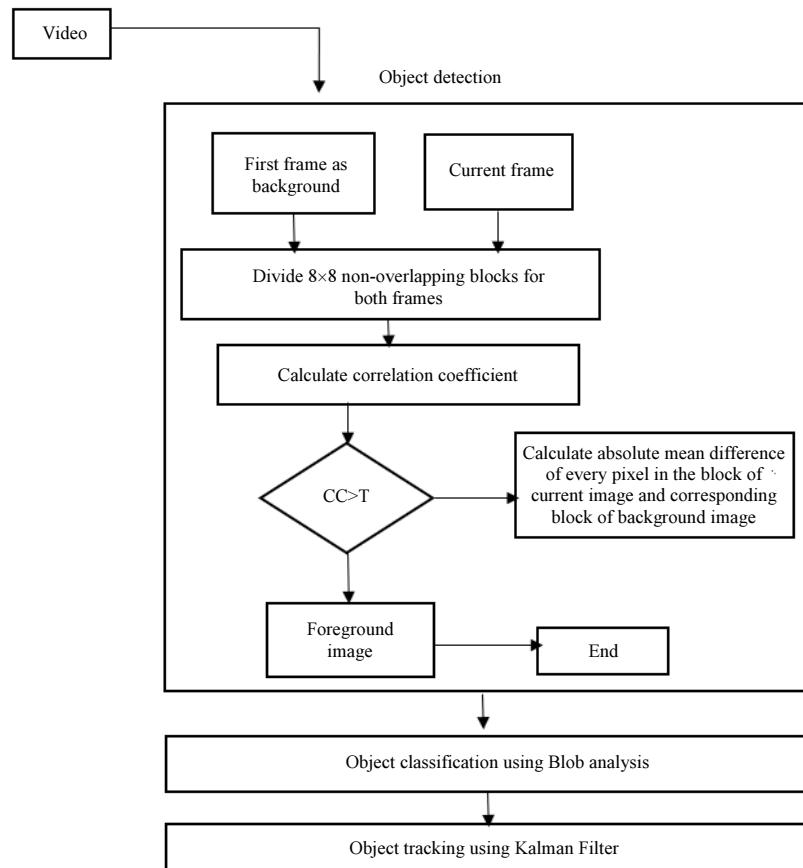 Video
Object detection
First frame as
background
Current frame
Divide 8×8 non-overlapping blocks for
both frames
Calculate correlation coefficient
CC>T
Calculate absolute mean difference
of every pixel in the block of
current image and corresponding
block of background image
Foreground
image
End
Object classification using Blob analysis
Object tracking using Kalman Filter